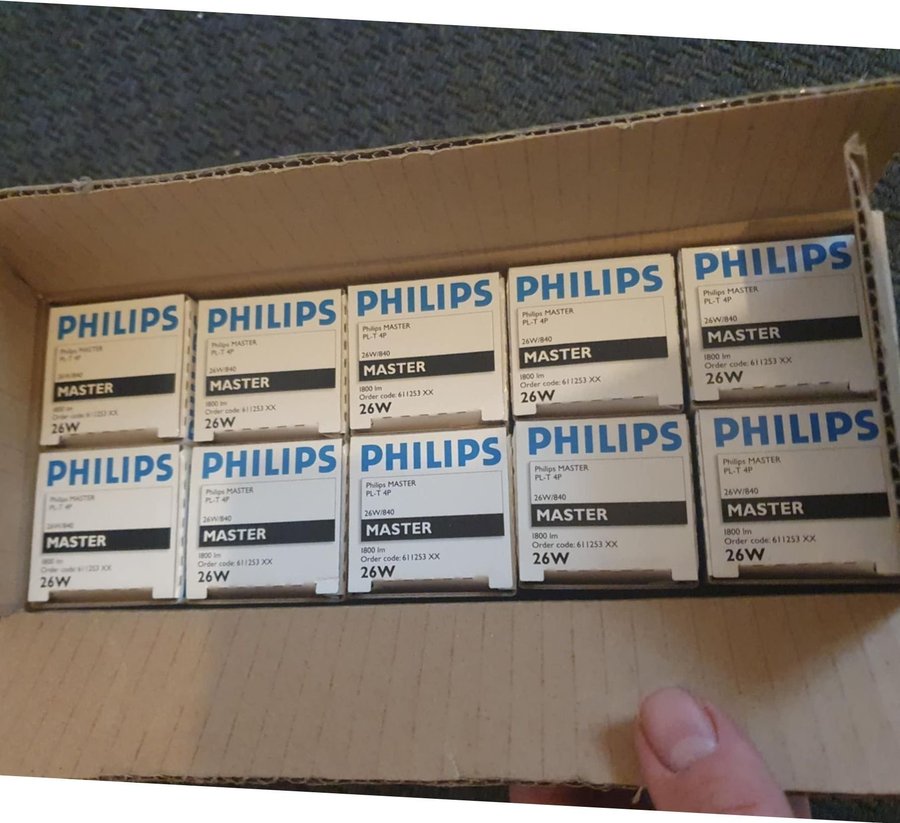 PHILIPS
Philips MASTER
PL-T 4P
26W/840
MASTER
1800 lm
Order code: 611253 XX
26W
PHILIPS
Philips MASTER
PL-T 4P
26W/840
MASTER
1800 lm
Order code: 611253 XX
26W
PHILIPS
Philips MASTER
PL-T 4P
26W/840
MASTER
1800 lm
Order code: 611253 XX
26W
PHILIPS
Philips MASTER
PL-T 4P
26W/840
MASTER
1800 lm
Order code: 611253 XX
26W
PHILIPS
Philips MASTER
PL-T 4P
26W/840
MASTER
1800 lm
Order code: 611253 XX
26W
PHILIPS
Philips MASTER
PL-T 4P
26W/840
MASTER
1800 lm
Order code: 611253 XX
26W
PHILIPS
Philips MASTER
PL-T 4P
26W/840
MASTER
1800 lm
Order code: 611253 XX
26W
PHILIPS
Philips MASTER
PL-T 4P
26W/840
MASTER
1800 lm
Order code: 611253 XX
26W
PHILIPS
Philips MASTER
PL-T 4P
26W/840
MASTER
1800 lm
Order code: 611253 XX
26W
PHILIPS
Philips MASTER
PL-T 4P
26W/840
MASTER
1800 lm
Order code: 611253 XX
26W